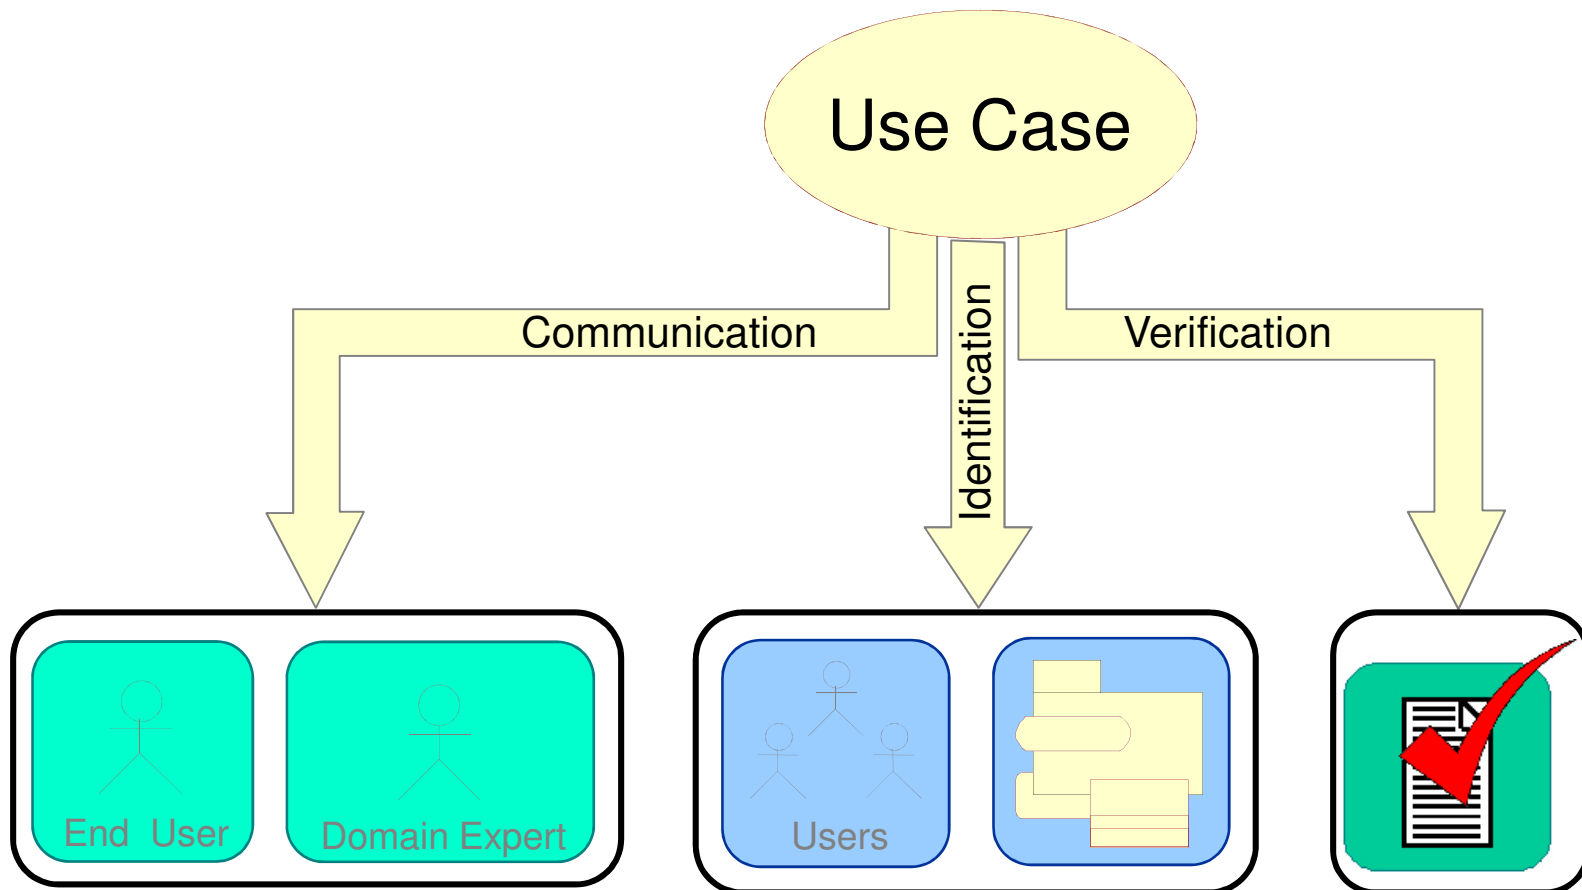 Use Case
Communication
Identification
Verification
End User
Domain Expert
Users